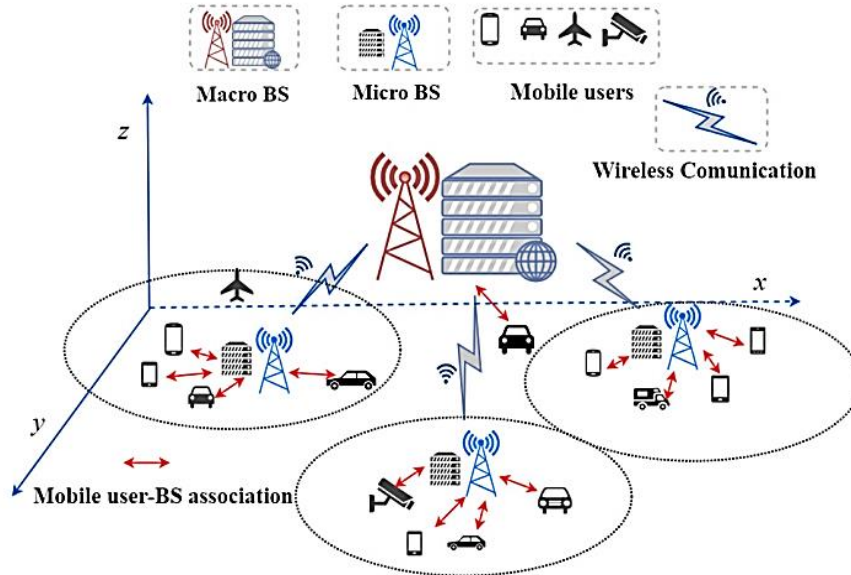 Macro BS
Micro BS
Mobile users
z
Wireless Comunication
x
y
Mobile user-BS association